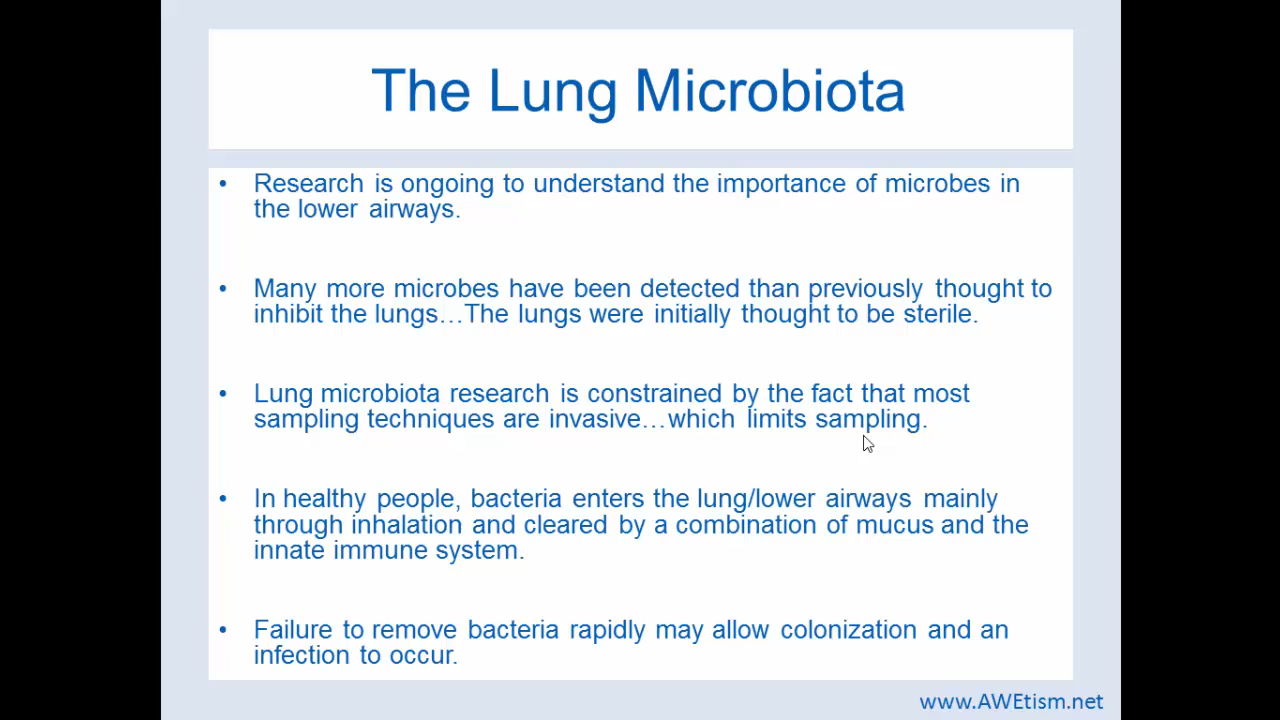 The Lung Microbiota
• Research is ongoing to understand the importance of microbes in
the lower airways.
• Many more microbes have been detected than previously thought to
inhibit the lungs…The lungs were initially thought to be sterile.
• Lung microbiota research is constrained by the fact that most
sampling techniques are invasive…which limits sampling.
• In healthy people, bacteria enters the lung/lower airways mainly
through inhalation and cleared by a combination of mucus and the
innate immune system.
• Failure to remove bacteria rapidly may allow colonization and an
infection to occur.
www.AWEtism.net